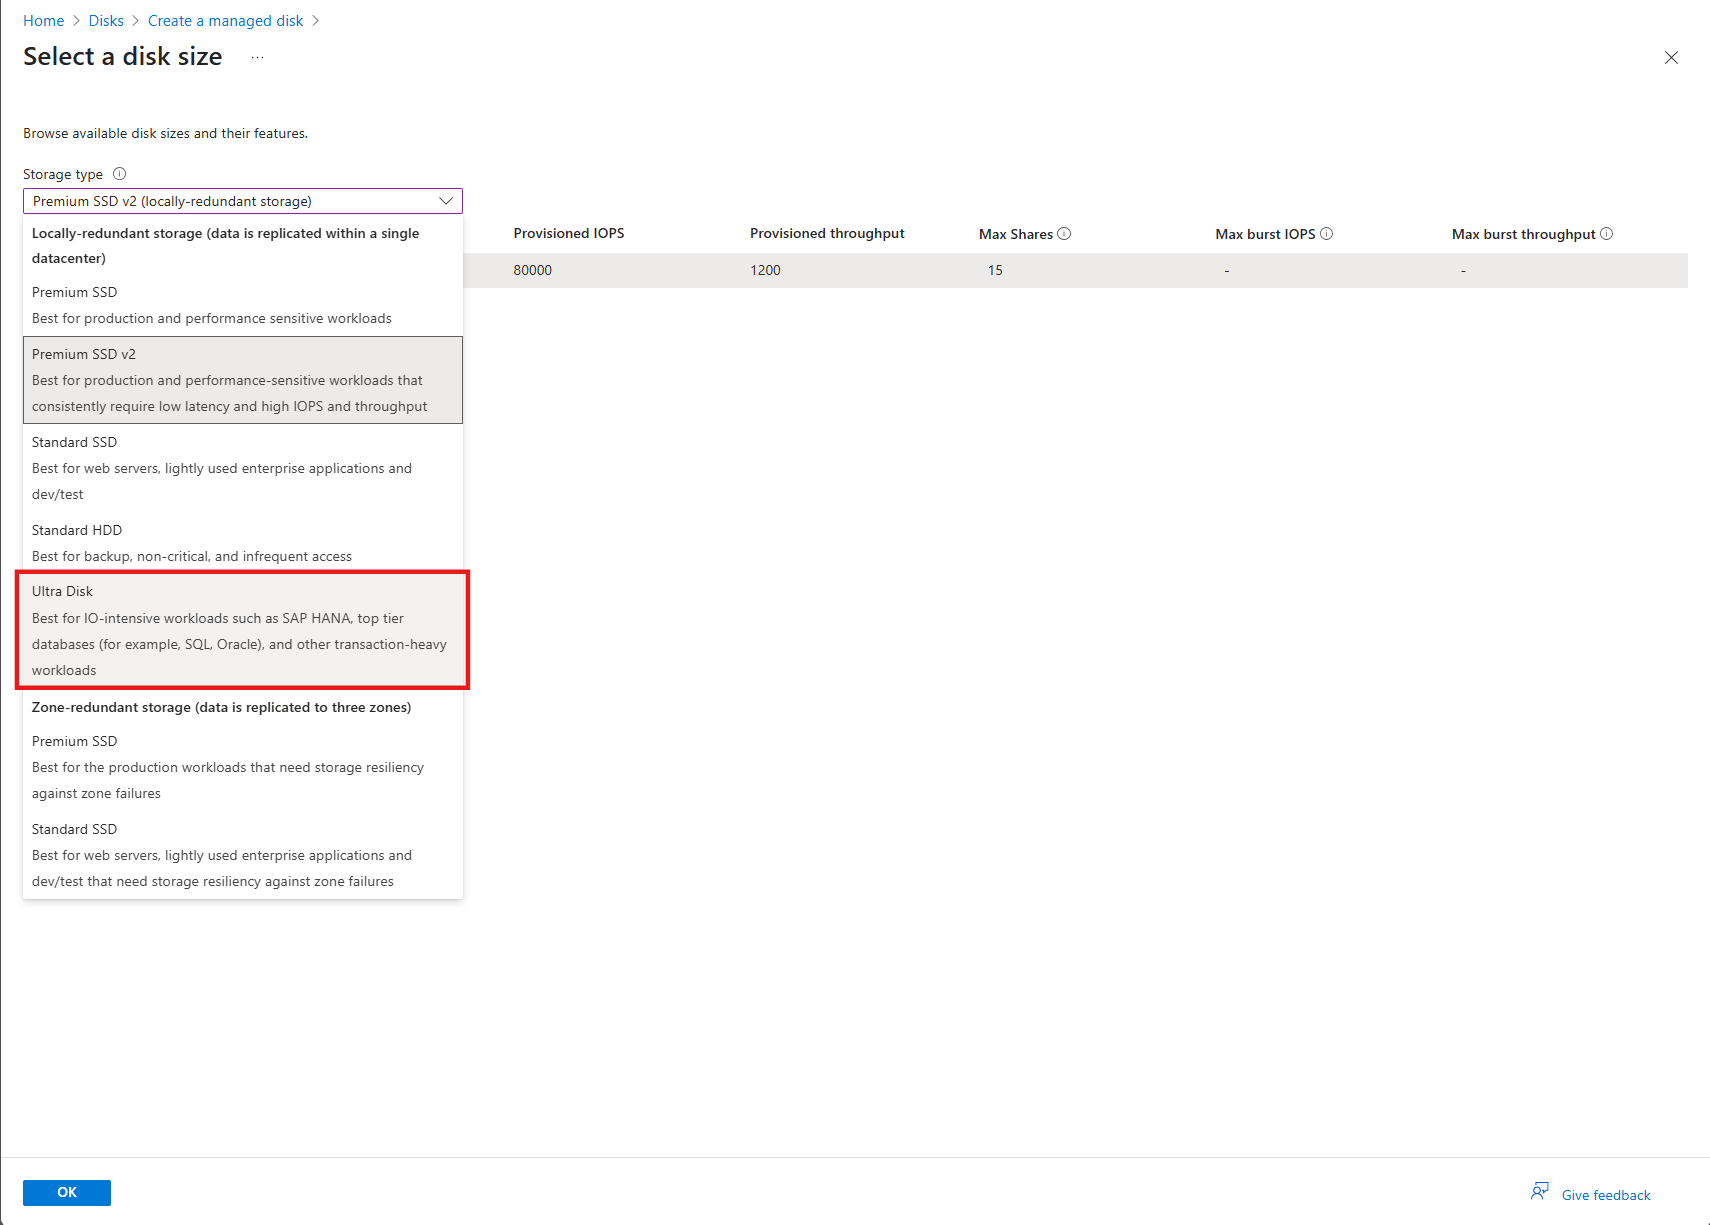 Home > Disks > Create a managed disk >
Select a disk size ...
Browse available disk sizes and their features.
Storage type
Premium SSD v2 (locally-redundant storage)
Provisioned IOPS Provisioned throughput Max Shares Max burst IOPS Max burst throughput
80000 1200 15 - -
Locally-redundant storage (data is replicated within a single
datacenter)
Premium SSD
Best for production and performance sensitive workloads
Premium SSD v2
Best for production and performance-sensitive workloads that
consistently require low latency and high IOPS and throughput
Standard SSD
Best for web servers, lightly used enterprise applications and
dev/test
Standard HDD
Best for backup, non-critical, and infrequent access
Ultra Disk
Best for IO-intensive workloads such as SAP HANA, top tier
databases (for example, SQL, Oracle), and other transaction-heavy
workloads
Zone-redundant storage (data is replicated to three zones)
Premium SSD
Best for the production workloads that need storage resiliency
against zone failures
Standard SSD
Best for web servers, lightly used enterprise applications and
dev/test that need storage resiliency against zone failures
OK
Give feedback